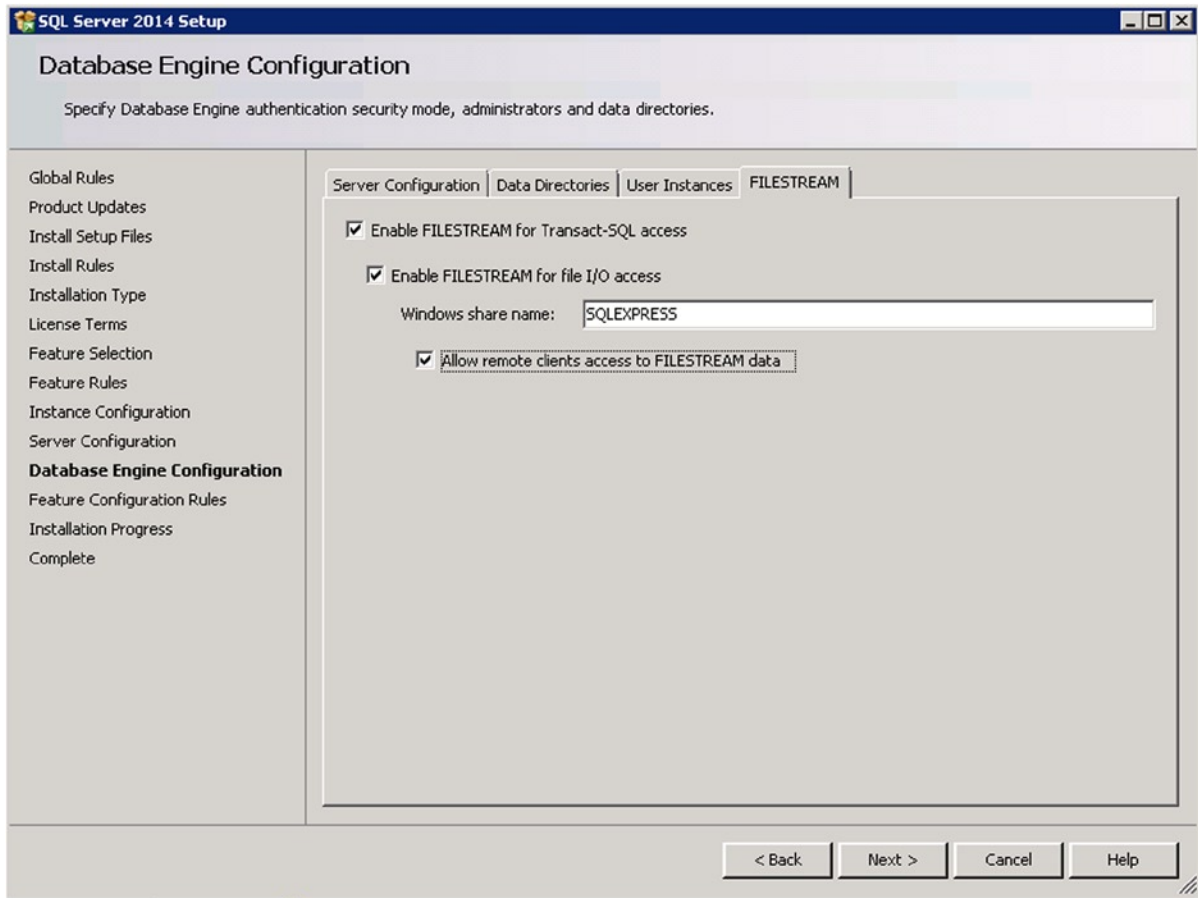 SQL Server 2014 Setup
Database Engine Configuration
Specify Database Engine authentication security mode, administrators and data directories.
Global Rules
Product Updates
Install Setup Files
Install Rules
Installation Type
License Terms
Feature Selection
Feature Rules
Instance Configuration
Server Configuration
Database Engine Configuration
Feature Configuration Rules
Installation Progress
Complete
Server Configuration Data Directories User Instances FILESTREAM
Enable FILESTREAM for Transact-SQL access
Enable FILESTREAM for file I/O access
Windows share name: SQLEXPRESS
Allow remote clients access to FILESTREAM data
< Back Next > Cancel Help